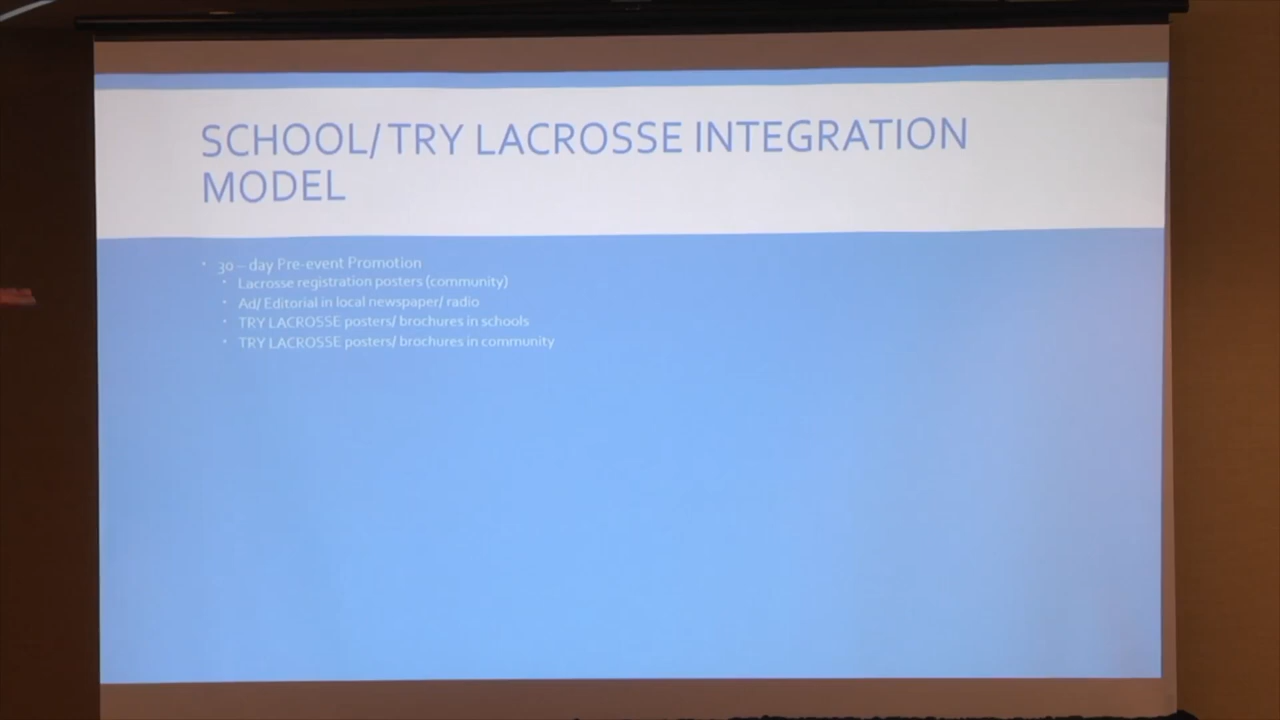 SCHOOL/ TRY LACROSSE INTEGRATION
MODEL
• 30 – day Pre-event Promotion
• Lacrosse registration posters (community)
• Ad/ Editorial in local newspaper/ radio
• TRY LACROSSE posters/ brochures in schools
• TRY LACROSSE posters/ brochures in community